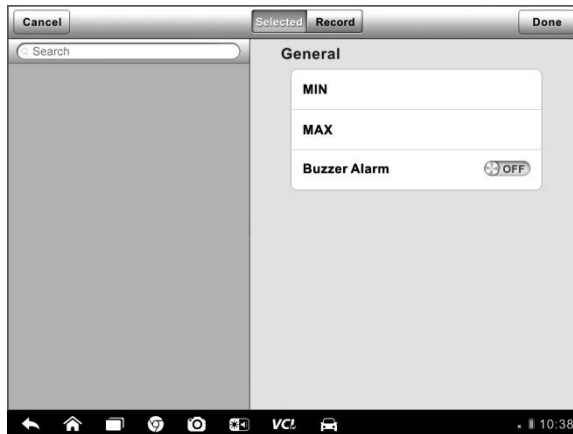 Cancel
Selected Record
Done
Search
General
MIN
MAX
Buzzer Alarm OFF
VCI
10:38